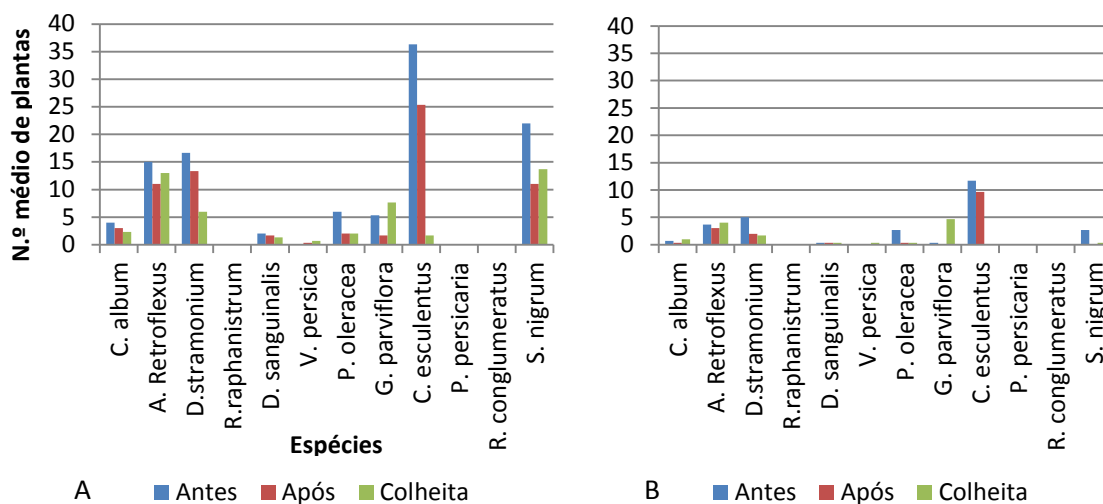 N.º médio de plantas
40
35
30
25
20
15
10
5
0
C. album
A. Retroflexus
D.stramonium
R.raphanistrum
D. sanguinalis
V. persica
P. oleracea
G. parviflora
C. esculentus
P. persicaria
R. conglumeratus
S. nigrum
Espécies
A
Antes
Após
Colheita
40
35
30
25
20
15
10
5
0
C. album
A. Retroflexus
D.stramonium
R.raphanistrum
D. sanguinalis
V. persica
P. oleracea
G. parviflora
C. esculentus
P. persicaria
R. conglumeratus
S. nigrum
B
Antes
Após
Colheita